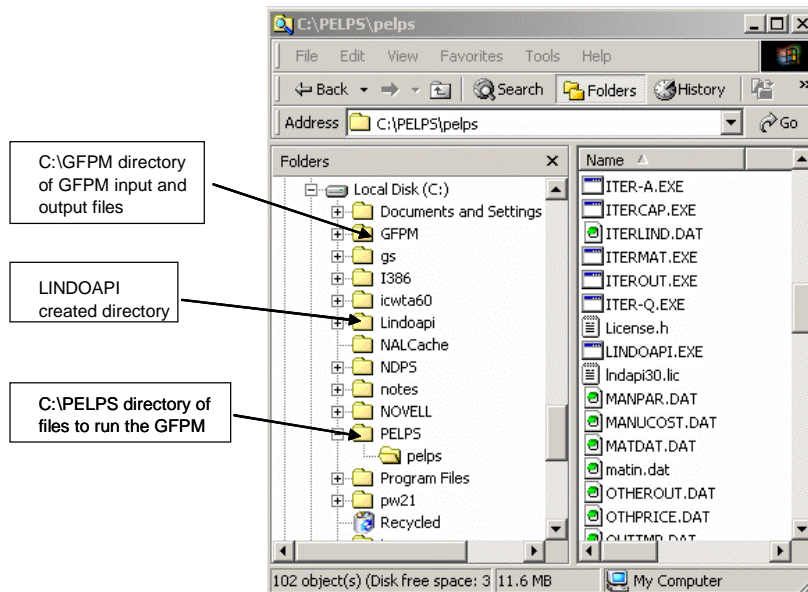 C:\PELPS\pelps
File Edit View Favorites Tools Help
Back Search Folders History »
Address C:\PELPS\pelps Go
Folders × Name
C:\GFPM directory
of GFPM input and
output files
LINDOAPI
created directory
C:\PELPS directory of
files to run the GFPM
Local Disk (C:)
Documents and Settings
GFPM
gs
I386
icwta60
Lindoapi
NALCache
NDPS
notes
NOVELL
PELPS
pelps
Program Files
pw21
Recycled
ITER-A.EXE
ITERCAP.EXE
ITERLIND.DAT
ITERMAT.EXE
ITEROUT.EXE
ITER-Q.EXE
License.h
LINDOAPI.EXE
lndapi30.lic
MANPAR.DAT
MANUCOST.DAT
MATDAT.DAT
matin.dat
OTHEROUT.DAT
OTHPRICE.DAT
OUTTMP.DAT
102 object(s) (Disk free space: 3 11.6 MB My Computer